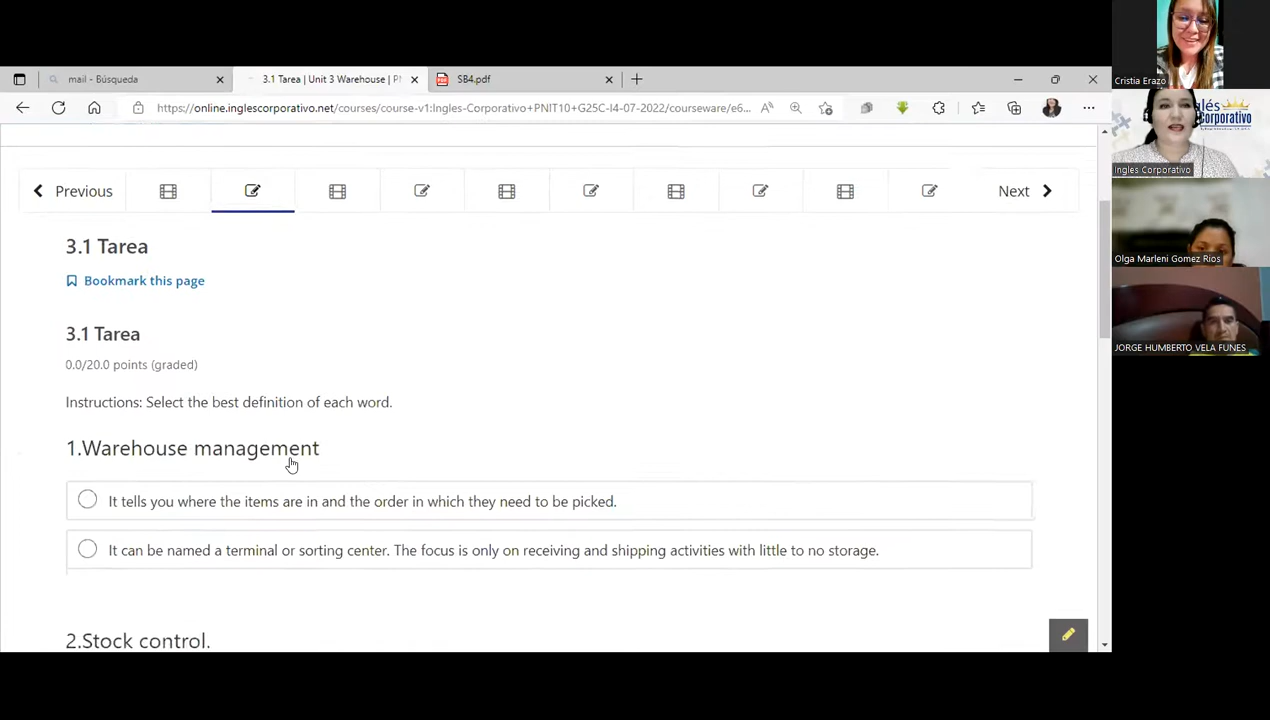 mail - Búsqueda
3.1 Tarea | Unit 3 Warehouse | PI
SB4.pdf
https://online.inglescorporativo.net/courses/course-v1:Ingles-Corporativo+PNIT10+G25C-I4-07-2022/courseware/e6...
Previous
Next
3.1 Tarea
Bookmark this page
3.1 Tarea
0.0/20.0 points (graded)
Instructions: Select the best definition of each word.
1.Warehouse management
It tells you where the items are in and the order in which they need to be picked.
It can be named a terminal or sorting center. The focus is only on receiving and shipping activities with little to no storage.
2.Stock control.
Cristia Erazo
Inglés
Corporativo
Ingles Corporativo
Olga Marleni Gomez Rios
JORGE HUMBERTO VELA FUNES